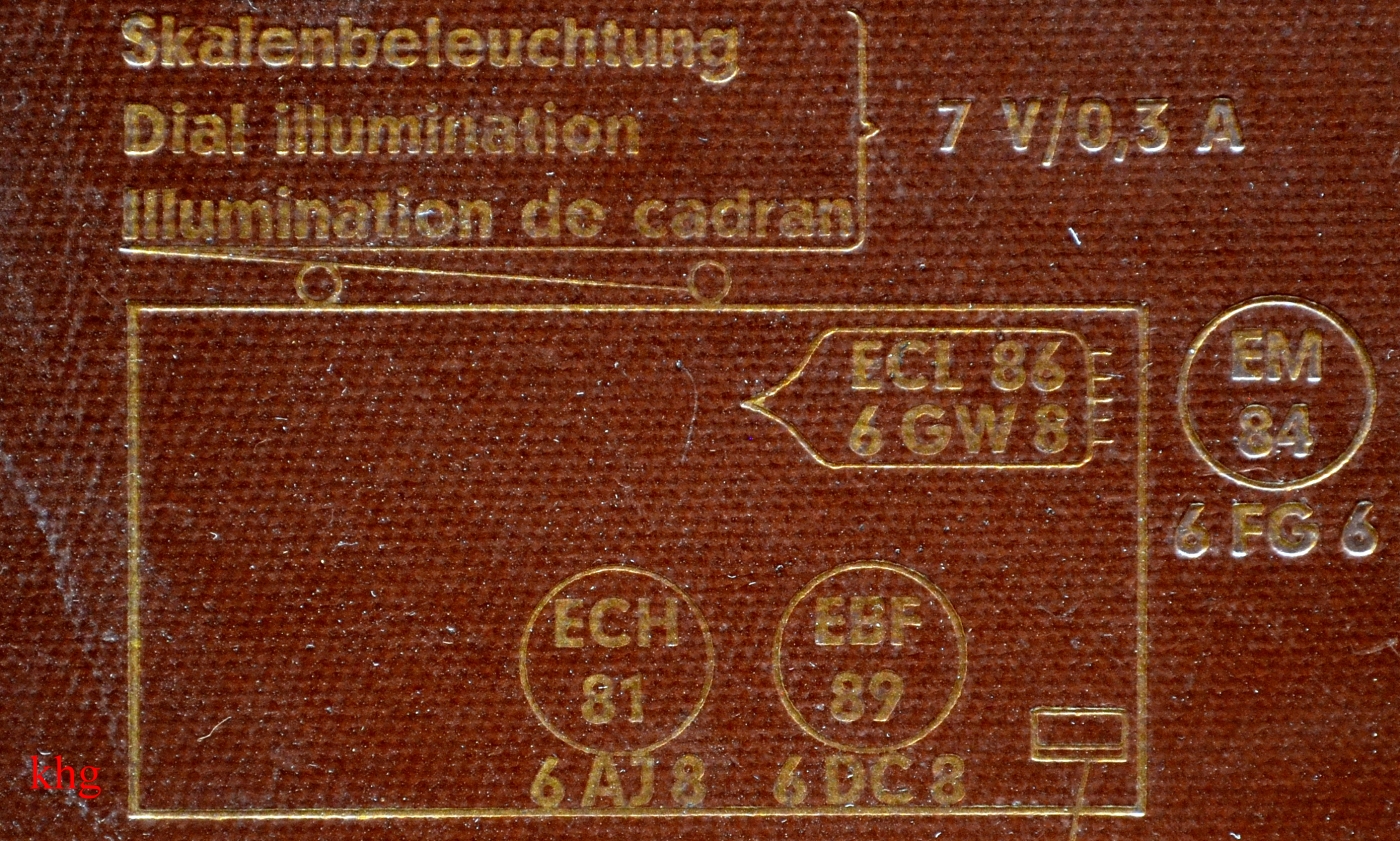 Skalenbeleuchtung
Dial illumination
7 V/0,3 A
Illumination de cadran
ECL 86
6 GW 8
EM
84
6 FG 6
ECH
81
6 AJ 8
EBF
89
6 DC 8
khg